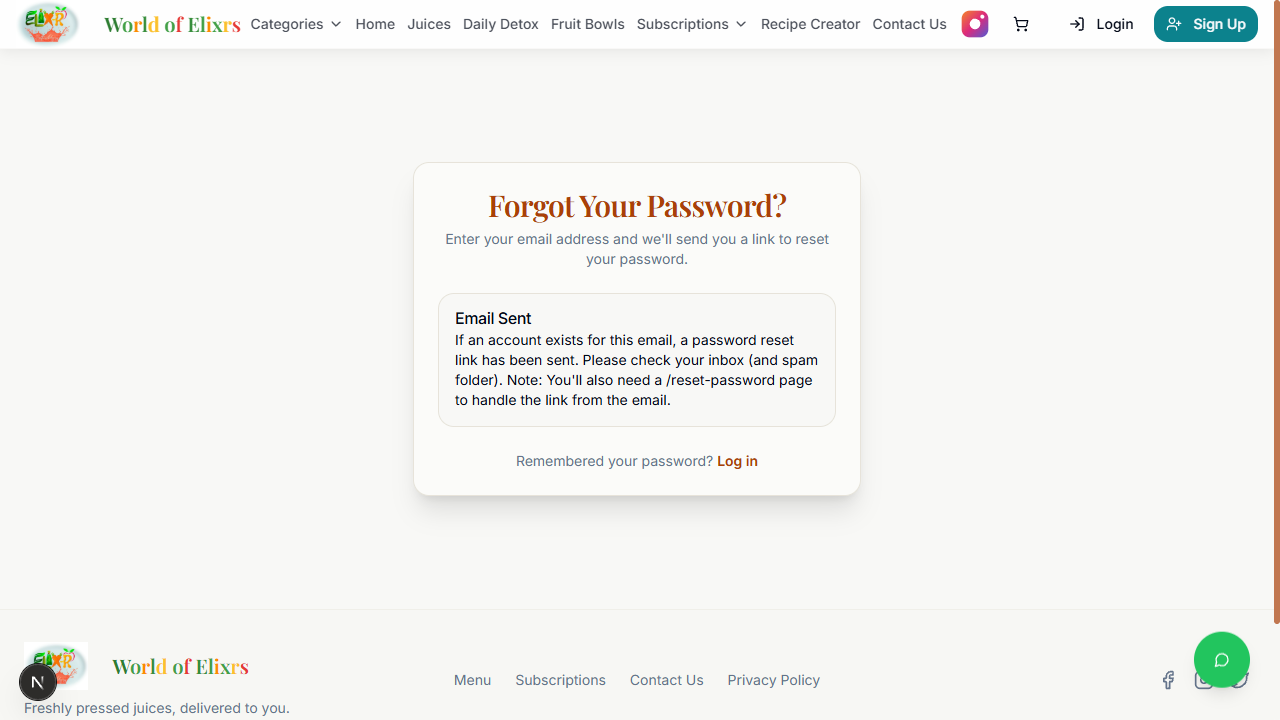 ELIXR World of Elixrs Categories Home Juices Daily Detox Fruit Bowls Subscriptions Recipe Creator Contact Us Login Sign Up
Forgot Your Password?
Enter your email address and we'll send you a link to reset
your password.
Email Sent
If an account exists for this email, a password reset
link has been sent. Please check your inbox (and spam
folder). Note: You'll also need a /reset-password page
to handle the link from the email.
Remembered your password? Log in
World of Elixrs
Menu Subscriptions Contact Us Privacy Policy
N
Freshly pressed juices, delivered to you.